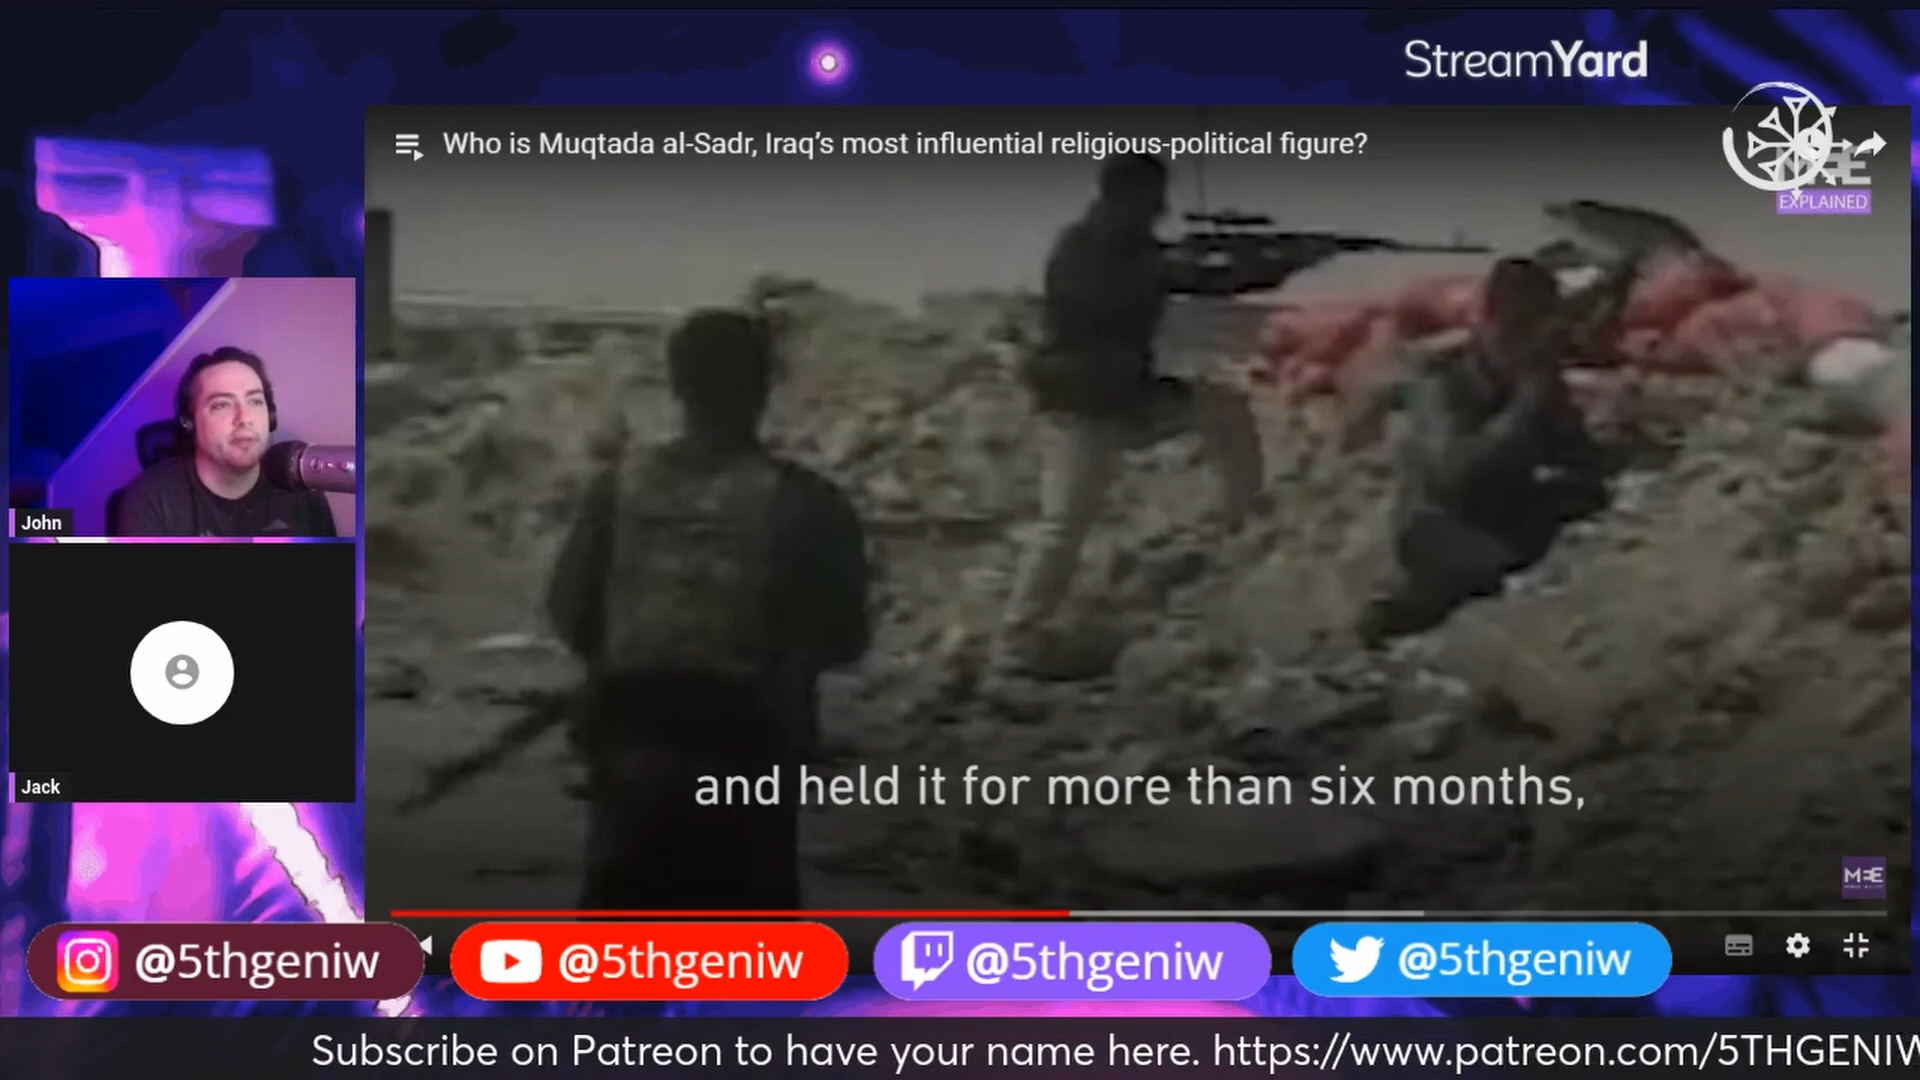 StreamYard
Who is Muqtada al-Sadr, Iraq's most influential religious-political figure?
MEE
EXPLAINED
John
Jack
and held it for more than six months,
MEE
@5thgeniw
@5thgeniw
@5thgeniw
@5thgeniw
Subscribe on Patreon to have your name here. https://www.patreon.com/5THGENIW